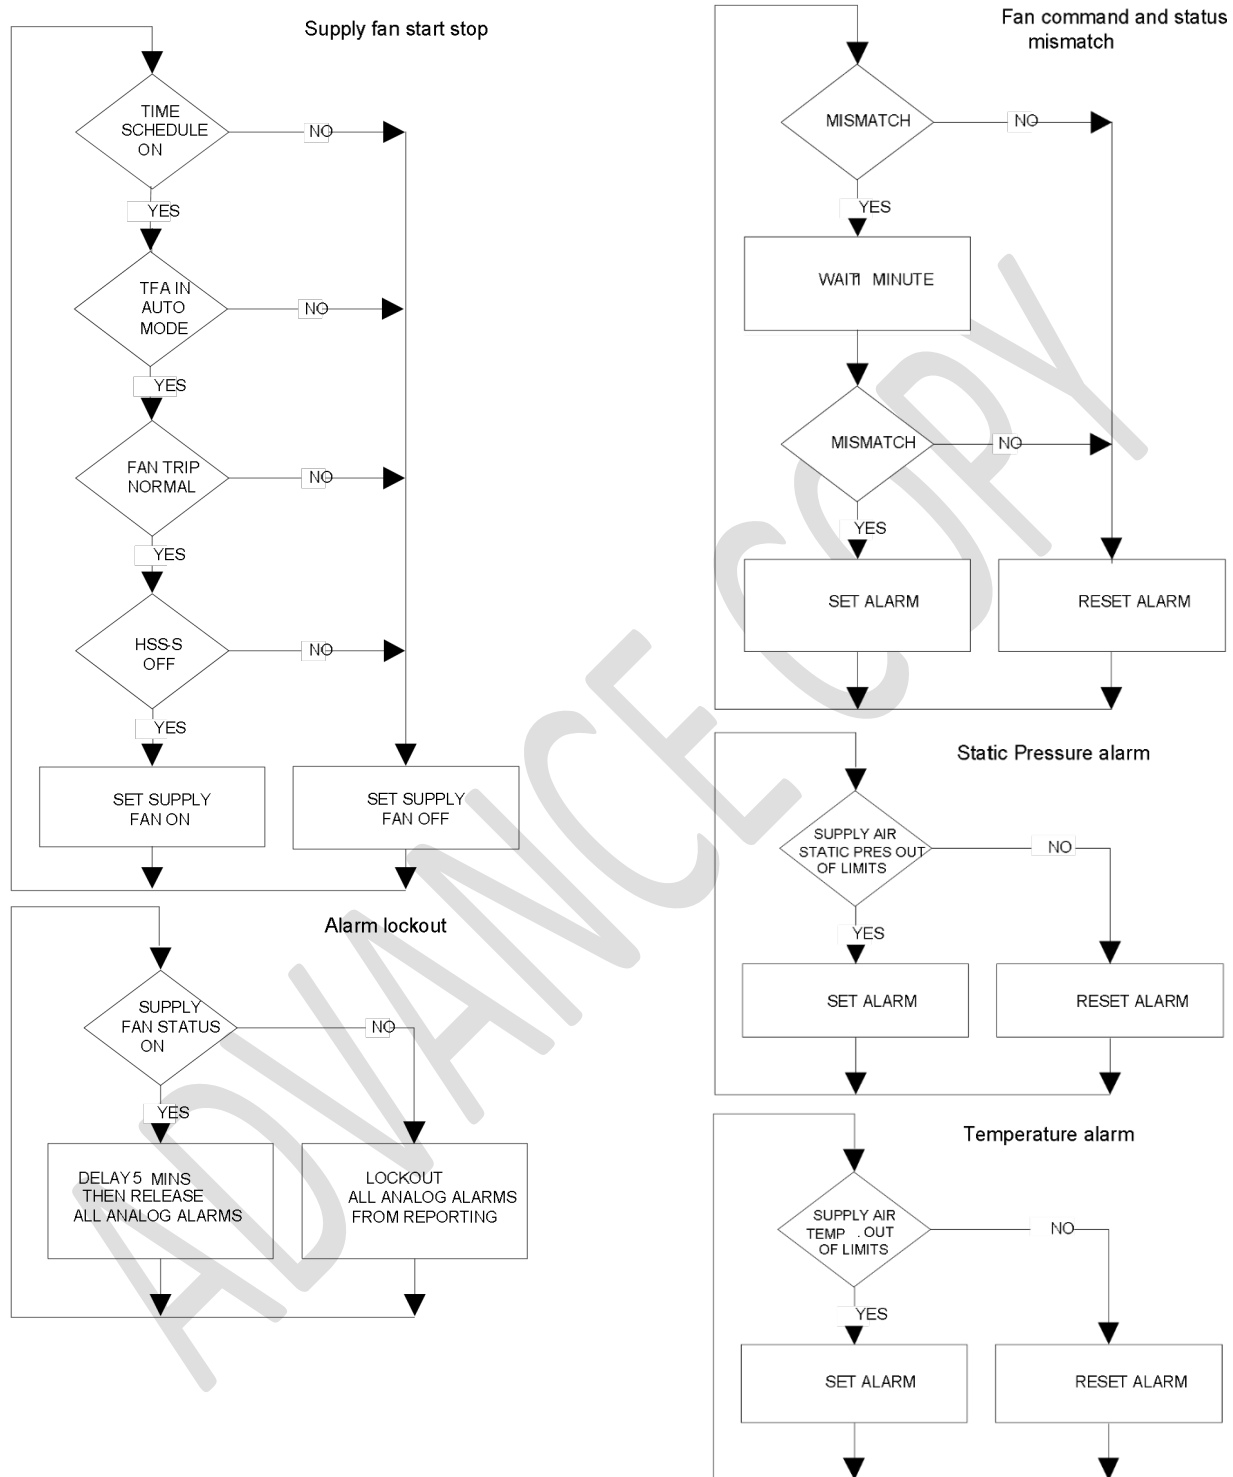 Supply fan start stop
TIME
SCHEDULE
ON
NO
YES
TFA IN
AUTO
MODE
NO
YES
FAN TRIP
NORMAL
NO
YES
HSS-S
OFF
NO
YES
SET SUPPLY
FAN ON
SET SUPPLY
FAN OFF
Alarm lockout
SUPPLY
FAN STATUS
ON
NO
YES
DELAY 5 MINS
THEN RELEASE
ALL ANALOG ALARMS
LOCKOUT
ALL ANALOG ALARMS
FROM REPORTING
Fan command and status
mismatch
MISMATCH
NO
YES
WAIT1 MINUTE
MISMATCH
NO
YES
SET ALARM
RESET ALARM
Static Pressure alarm
SUPPLY AIR
STATIC PRES OUT
OF LIMITS
NO
YES
SET ALARM
RESET ALARM
Temperature alarm
SUPPLY AIR
TEMP . OUT
OF LIMITS
NO
YES
SET ALARM
RESET ALARM
ADVANCE COPY